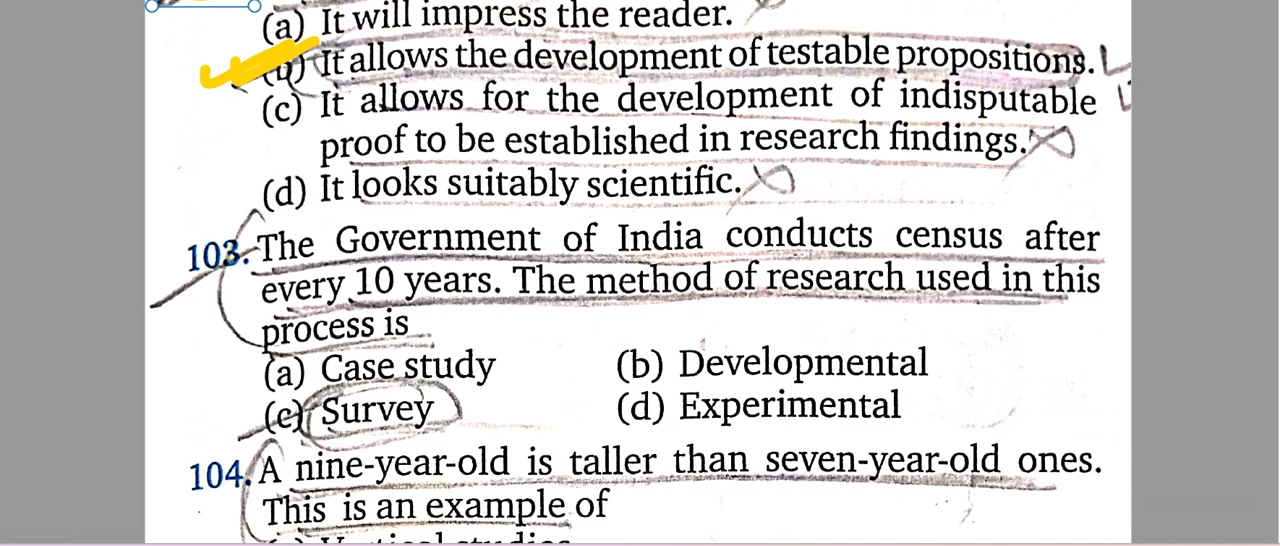 (a) It will impress the reader.
(b) It allows the development of testable propositions.
(c) It allows for the development of indisputable
proof to be established in research findings.
(d) It looks suitably scientific.
103. The Government of India conducts census after
every 10 years. The method of research used in this
process is
(a) Case study (b) Developmental
(c) Survey (d) Experimental
104. A nine-year-old is taller than seven-year-old ones.
This is an example of